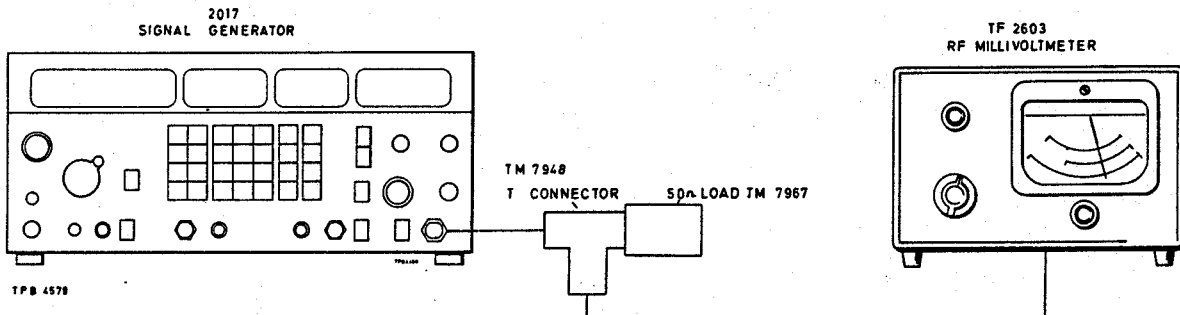 2017
SIGNAL GENERATOR
TF 2603
RF MILLIVOLTMETER
TM 7948
T CONNECTOR
50Ω LOAD TM 7967
TPB 4579